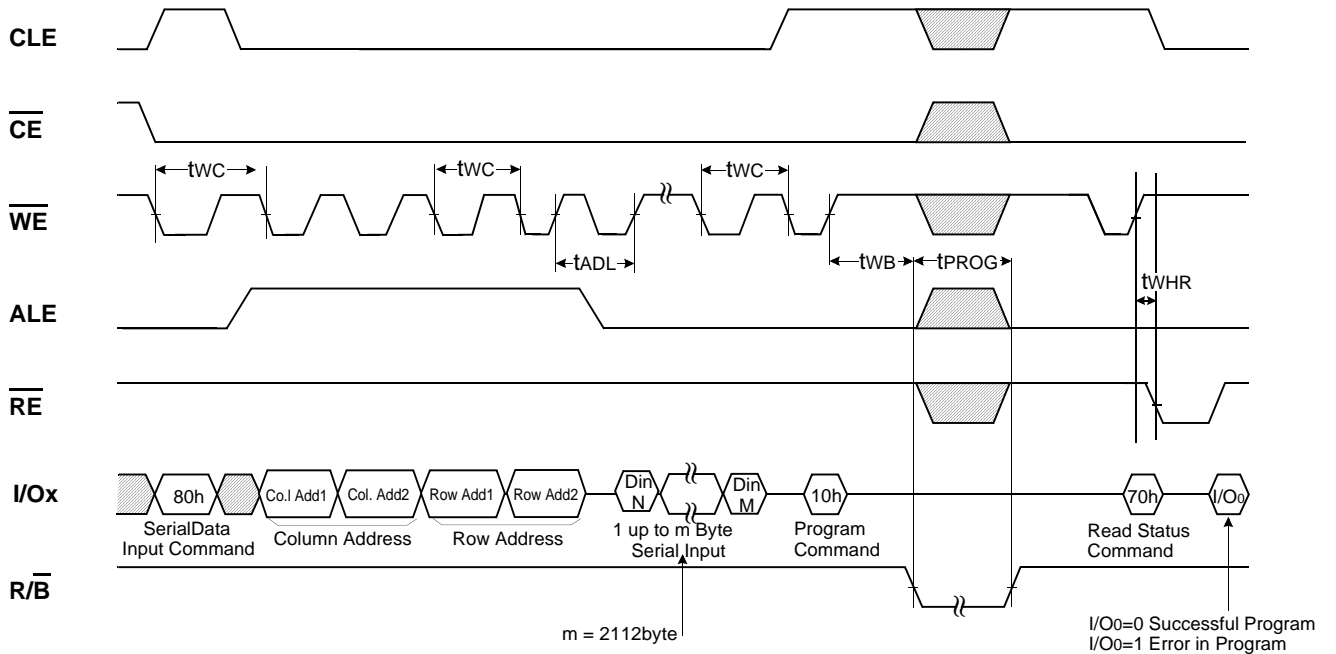 CLE
CE
tWC
tWC
tWC
WE
tADL
tWB
tPROG
tWHR
ALE
RE
I/Ox
80h
Co.l Add1
Col. Add2
Row Add1
Row Add2
Din
N
Din
M
10h
70h
I/O0
SerialData
Input Command
Column Address
Row Address
1 up to m Byte
Serial Input
Program
Command
Read Status
Command
R/B
m = 2112byte
I/O0=0 Successful Program
I/O0=1 Error in Program